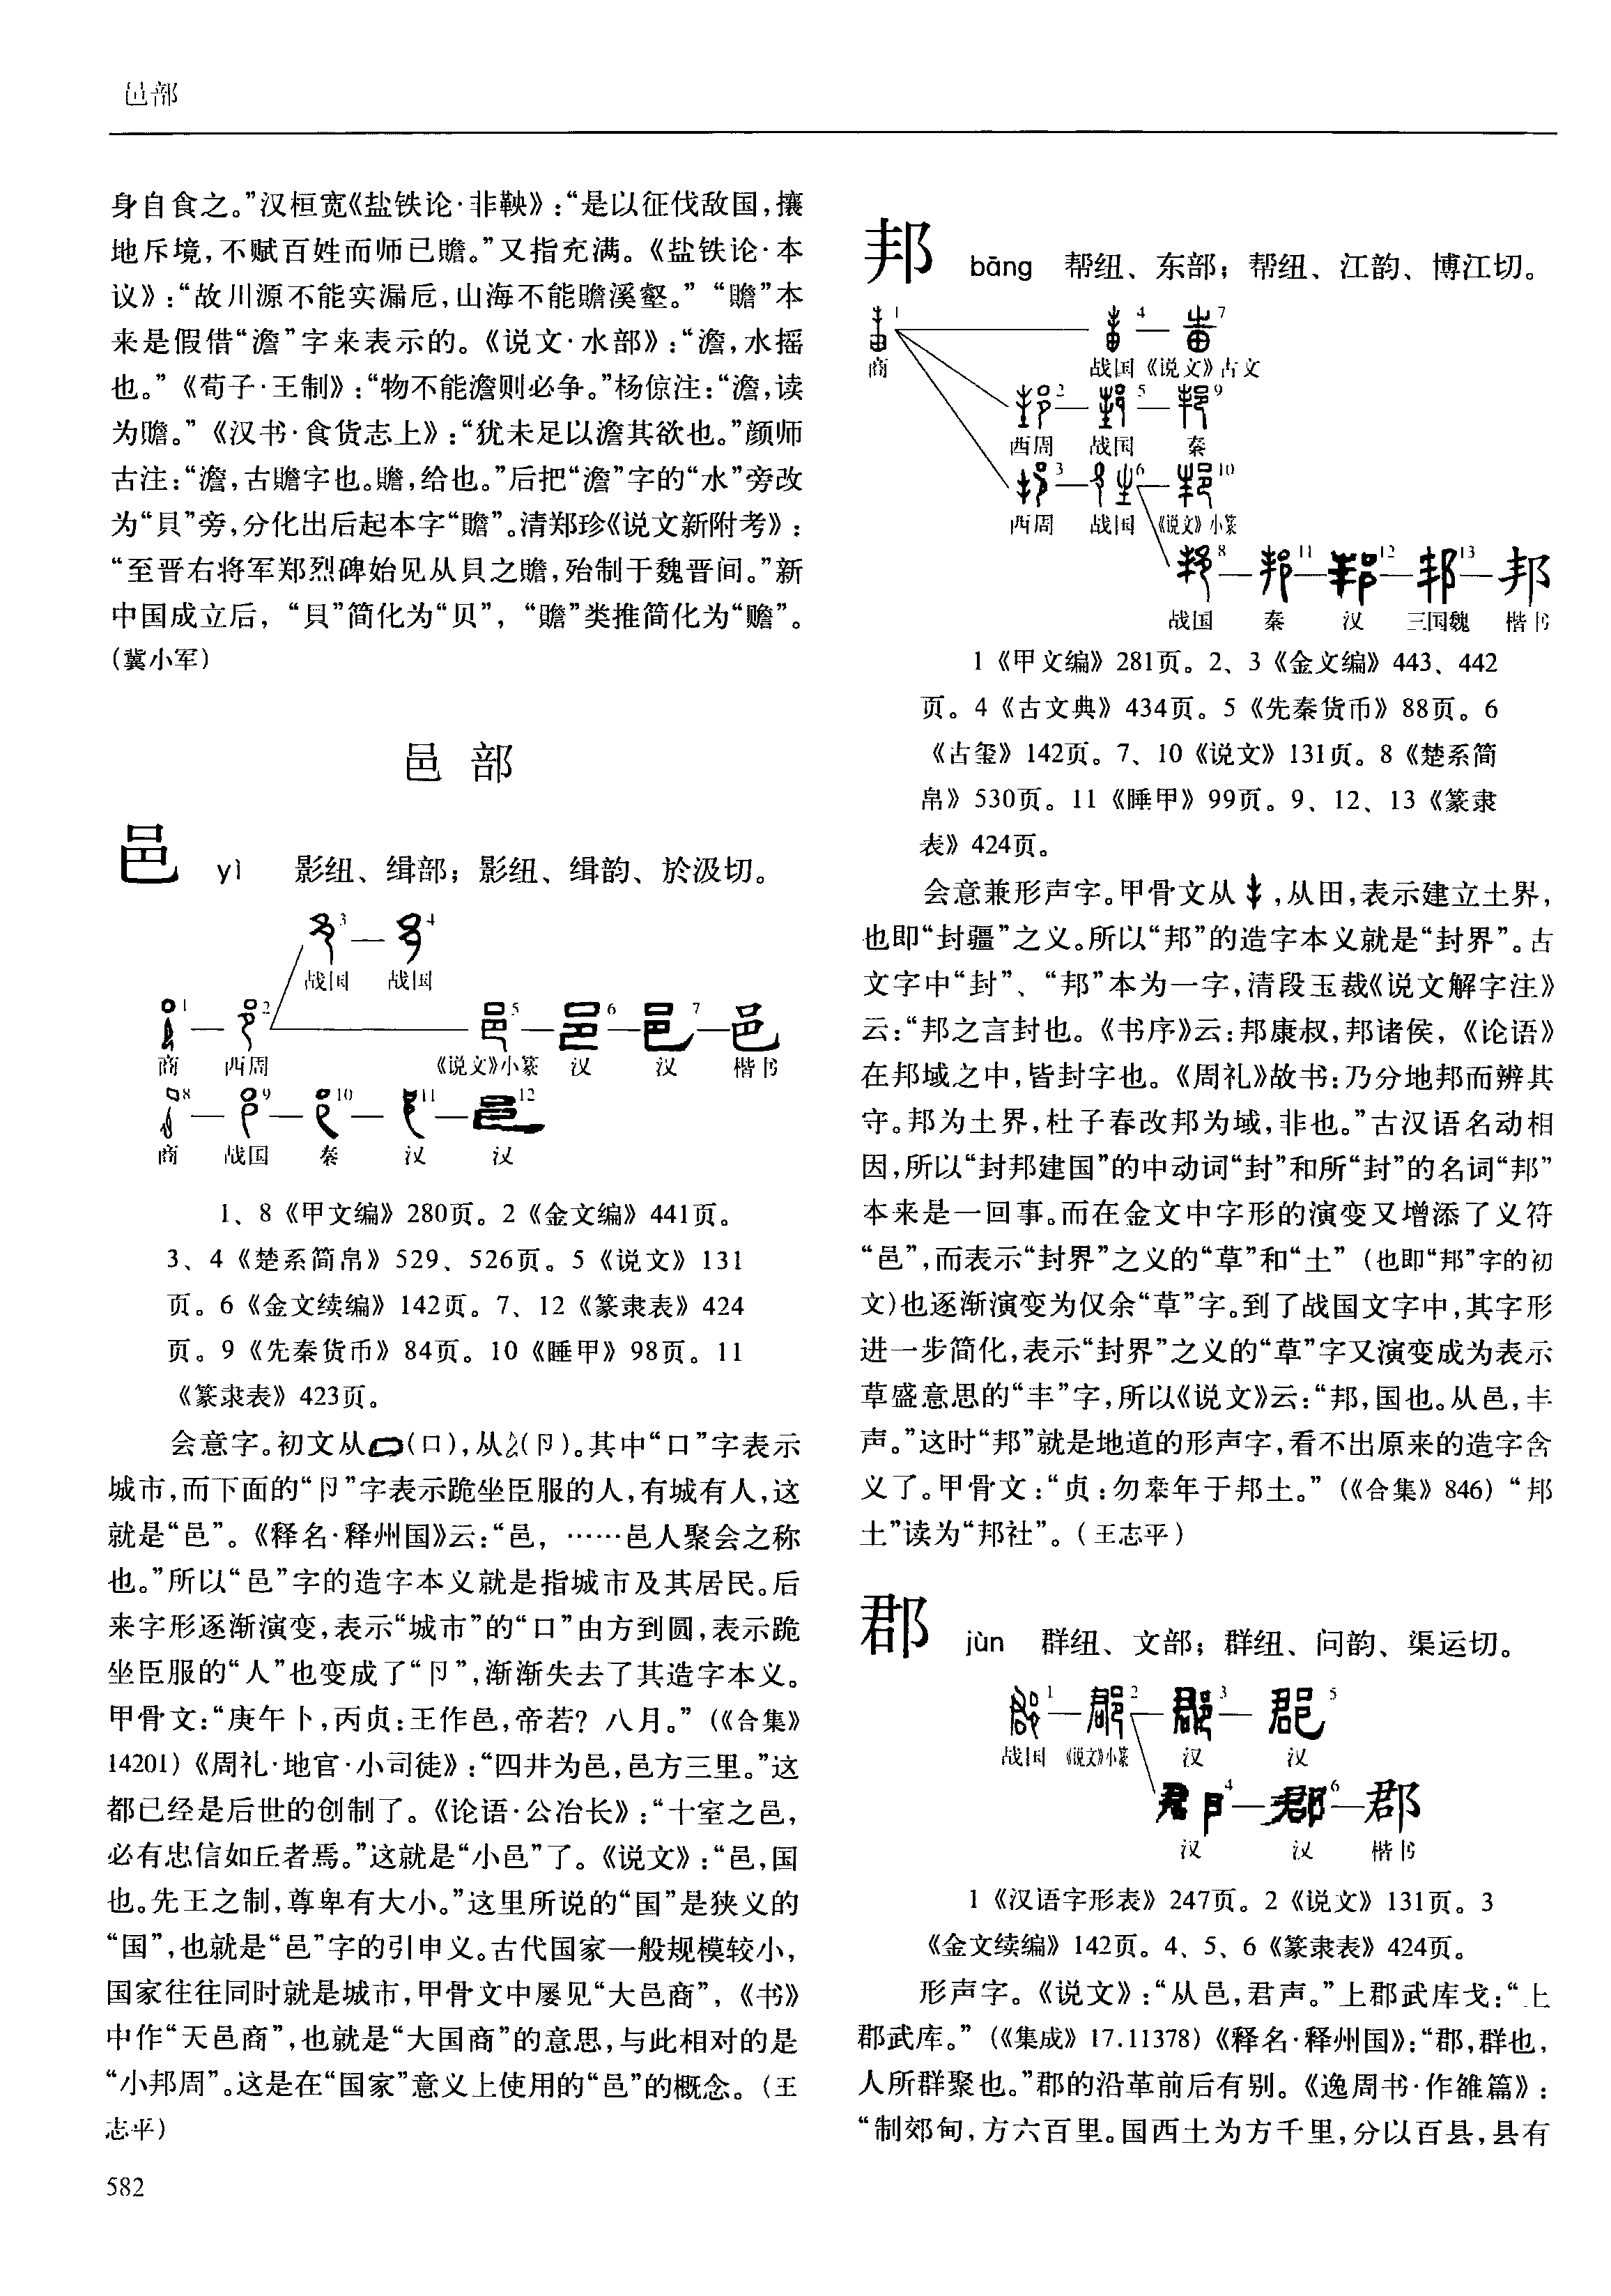 邑部
身自食之。”汉桓宽《盐铁论·非鞅》:“是以征伐敌国,攘
地斥境,不赋百姓而师已贍。”又指充满。《盐铁论·本
议》:“故川源不能实漏卮,山海不能贍溪壑。”“贍”本
来是假借“澹”字来表示的。《说文·水部》:“澹,水摇
也。”《荀子·王制》:“物不能澹则必争。”杨倞注:“澹,读
为贍。”《汉书·食货志上》:“犹未足以澹其欲也。”颜师
古注:“澹,古贍字也。贍,给也。”后把“澹”字的“水”旁改
为“貝”旁,分化出后起本字“贍”。清郑珍《说文新附考》:
“至晋右将军郑烈碑始见从貝之贍,殆制于魏晋间。”新
中国成立后,“貝”简化为“贝”,“贍”类推简化为“赡”。
(冀小军)
邑 部
邑 yì 影纽、缉部;影纽、缉韵、於汲切。
3 4
战国 战国
1 2 5 6 7 邑
商 西周 《说文》小篆 汉 汉 楷书
8 9 10 11 12
商 战国 秦 汉 汉
1、8《甲文编》280页。2《金文编》441页。
3、4《楚系简帛》529、526页。5《说文》131
页。6《金文续编》142页。7、12《篆隶表》424
页。9《先秦货币》84页。10《睡甲》98页。11
《篆隶表》423页。
会意字。初文从(口),从(卩)。其中“口”字表示
城市,而下面的“卩”字表示跪坐臣服的人,有城有人,这
就是“邑”。《释名·释州国》云:“邑,……邑人聚会之称
也。”所以“邑”字的造字本义就是指城市及其居民。后
来字形逐渐演变,表示“城市”的“口”由方到圆,表示跪
坐臣服的“人”也变成了“卩”,渐渐失去了其造字本义。
甲骨文:“庚午卜,丙贞:王作邑,帝若?八月。”(《合集》
14201)《周礼·地官·小司徒》:“四井为邑,邑方三里。”这
都已经是后世的创制了。《论语·公冶长》:“十室之邑,
必有忠信如丘者焉。”这就是“小邑”了。《说文》:“邑,国
也。先王之制,尊卑有大小。”这里所说的“国”是狭义的
“国”,也就是“邑”字的引申义。古代国家一般规模较小,
国家往往同时就是城市,甲骨文中屡见“大邑商”,《书》
中作“天邑商”,也就是“大国商”的意思,与此相对的是
“小邦周”。这是在“国家”意义上使用的“邑”的概念。(王
志平)
582
邦 bāng 帮纽、东部;帮纽、江韵、博江切。
1 4 7
商 战国 《说文》古文
2 5 9
西周 战国 秦
3 6 10
西周 战国 《说文》小篆
8 11 12 13 邦
战国 秦 汉 三国魏 楷书
1《甲文编》281页。2、3《金文编》443、442
页。4《古文典》434页。5《先秦货币》88页。6
《古玺》142页。7、10《说文》131页。8《楚系简
帛》530页。11《睡甲》99页。9、12、13《篆隶
表》424页。
会意兼形声字。甲骨文从,从田,表示建立土界,
也即“封疆”之义。所以“邦”的造字本义就是“封界”。古
文字中“封”、“邦”本为一字,清段玉裁《说文解字注》
云:“邦之言封也。《书序》云:邦康叔,邦诸侯,《论语》
在邦域之中,皆封字也。《周礼》故书:乃分地邦而辨其
守。邦为土界,杜子春改邦为域,非也。”古汉语名动相
因,所以“封邦建国”的中动词“封”和所“封”的名词“邦”
本来是一回事。而在金文中字形的演变又增添了义符
“邑”,而表示“封界”之义的“草”和“土”(也即“邦”字的初
文)也逐渐演变为仅余“草”字。到了战国文字中,其字形
进一步简化,表示“封界”之义的“草”字又演变成为表示
草盛意思的“丰”字,所以《说文》云:“邦,国也。从邑,丰
声。”这时“邦”就是地道的形声字,看不出原来的造字含
义了。甲骨文:“贞:勿桒年于邦土。”(《合集》846)“邦
土”读为“邦社”。(王志平)
郡 jùn 群纽、文部;群纽、问韵、渠运切。
1 2 3 5
战国 《说文》小篆 汉 汉
4 6 郡
汉 汉 楷书
1《汉语字形表》247页。2《说文》131页。3
《金文续编》142页。4、5、6《篆隶表》424页。
形声字。《说文》:“从邑,君声。”上郡武库戈:“上
郡武库。”(《集成》17.11378)《释名·释州国》:“郡,群也,
人所群聚也。”郡的沿革前后有别。《逸周书·作雒篇》:
“制郊甸,方六百里。国西土为方千里,分以百县,县有